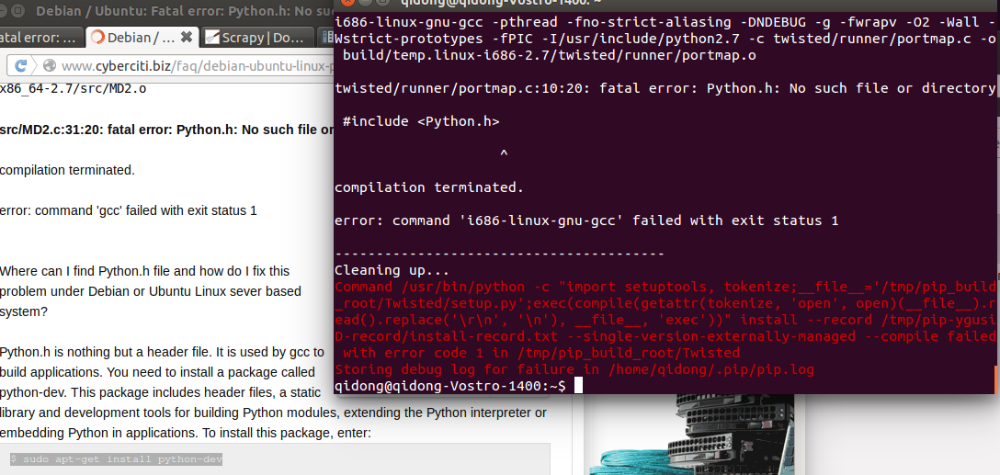 Debian / Ubuntu: Fatal error: Python.h: No suc
qidong@qidong-Vostro-1400: ~
atal error: ...
Debian / ...
Scrapy | Do...
www.cyberciti.biz/faq/debian-ubuntu-linux-p
x86_64-2.7/src/MD2.o
src/MD2.c:31:20: fatal error: Python.h: No such file or
compilation terminated.
error: command 'gcc' failed with exit status 1
Where can I find Python.h file and how do I fix this
problem under Debian or Ubuntu Linux sever based
system?
Python.h is nothing but a header file. It is used by gcc to
build applications. You need to install a package called
python-dev. This package includes header files, a static
library and development tools for building Python modules, extending the Python interpreter or
embedding Python in applications. To install this package, enter:
$ sudo apt-get install python-dev
i686-linux-gnu-gcc -pthread -fno-strict-aliasing -DNDEBUG -g -fwrapv -O2 -Wall -
Wstrict-prototypes -fPIC -I/usr/include/python2.7 -c twisted/runner/portmap.c -o
build/temp.linux-i686-2.7/twisted/runner/portmap.o
twisted/runner/portmap.c:10:20: fatal error: Python.h: No such file or directory
#include <Python.h>
^
compilation terminated.
error: command 'i686-linux-gnu-gcc' failed with exit status 1
----------------------------------------
Cleaning up...
Command /usr/bin/python -c "import setuptools, tokenize;__file__='/tmp/pip_build
_root/Twisted/setup.py';exec(compile(getattr(tokenize, 'open', open)(__file__).r
ead().replace('\r\n', '\n'), __file__, 'exec'))" install --record /tmp/pip-ygusi
D-record/install-record.txt --single-version-externally-managed --compile failed
with error code 1 in /tmp/pip_build_root/Twisted
Storing debug log for failure in /home/qidong/.pip/pip.log
qidong@qidong-Vostro-1400:~$